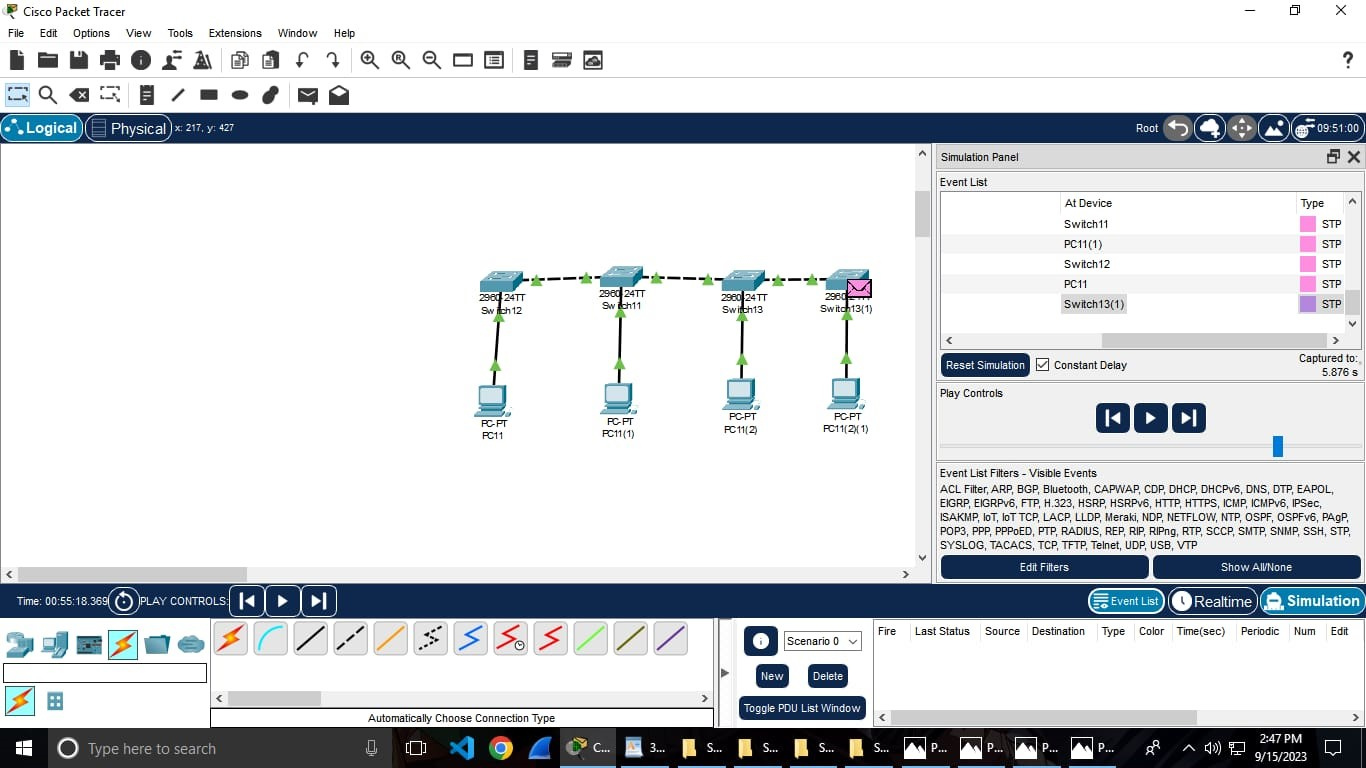 Cisco Packet Tracer
File Edit Options View Tools Extensions Window Help
Logical Physical x: 217, y: 427 Root 09:51:00
Simulation Panel
Event List
At Device Type
Switch11 STP
PC11(1) STP
Switch12 STP
PC11 STP
Switch13(1) STP
Reset Simulation Constant Delay Captured to:
5.876 s
Play Controls
Event List Filters - Visible Events
ACL Filter, ARP, BGP, Bluetooth, CAPWAP, CDP, DHCP, DHCPv6, DNS, DTP, EAPOL,
EIGRP, EIGRPv6, FTP, H.323, HSRP, HSRPv6, HTTP, HTTPS, ICMP, ICMPv6, IPSec,
ISAKMP, IoT, IoT TCP, LACP, LLDP, Meraki, NDP, NETFLOW, NTP, OSPF, OSPFv6, PAgP,
POP3, PPP, PPPoED, PTP, RADIUS, REP, RIP, RIPng, RTP, SCCP, SMTP, SNMP, SSH, STP,
SYSLOG, TACACS, TCP, TFTP, Telnet, UDP, USB, VTP
Edit Filters Show All/None
2960-24TT
Switch12
2960-24TT
Switch11
2960-24TT
Switch13
Switch13(1)
PC-PT
PC11
PC-PT
PC11(1)
PC-PT
PC11(2)
PC-PT
PC11(2)(1)
Time: 00:55:18.369 PLAY CONTROLS: Event List Realtime Simulation
Scenario 0
New Delete
Toggle PDU List Window
Fire Last Status Source Destination Type Color Time(sec) Periodic Num Edit
Automatically Choose Connection Type
Type here to search
C... 3... S... S... S... S... P... P... P... P...
2:47 PM
9/15/2023